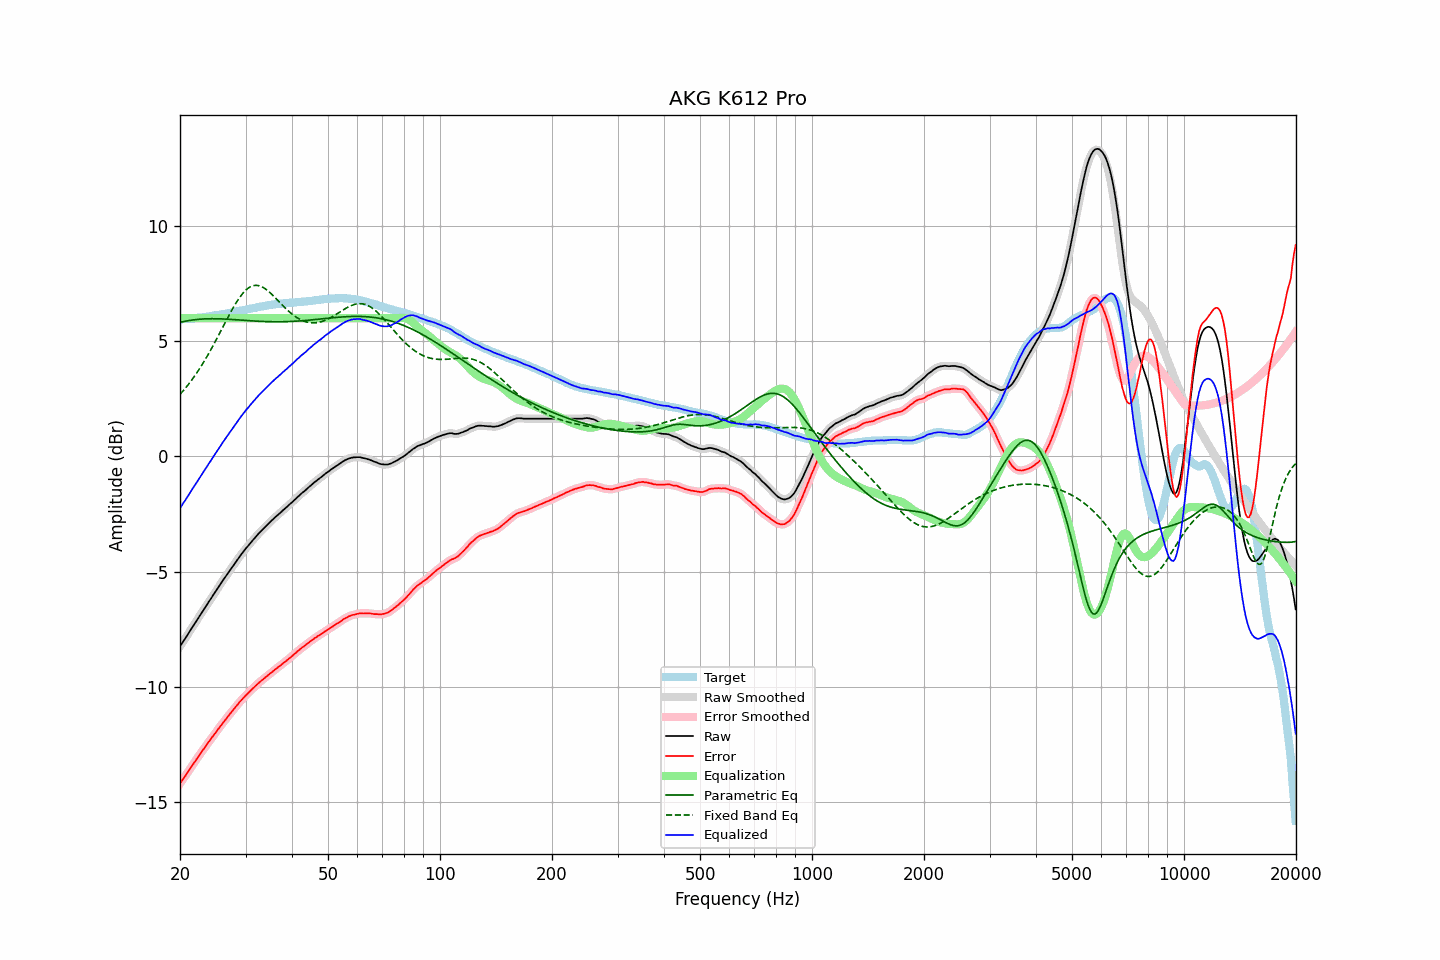 AKG K612 Pro
Amplitude (dBr)
10
5
0
−5
−10
−15
Target
Raw Smoothed
Error Smoothed
Raw
Error
Equalization
Parametric Eq
Fixed Band Eq
Equalized
20 50 100 200 500 1000 2000 5000 10000 20000
Frequency (Hz)